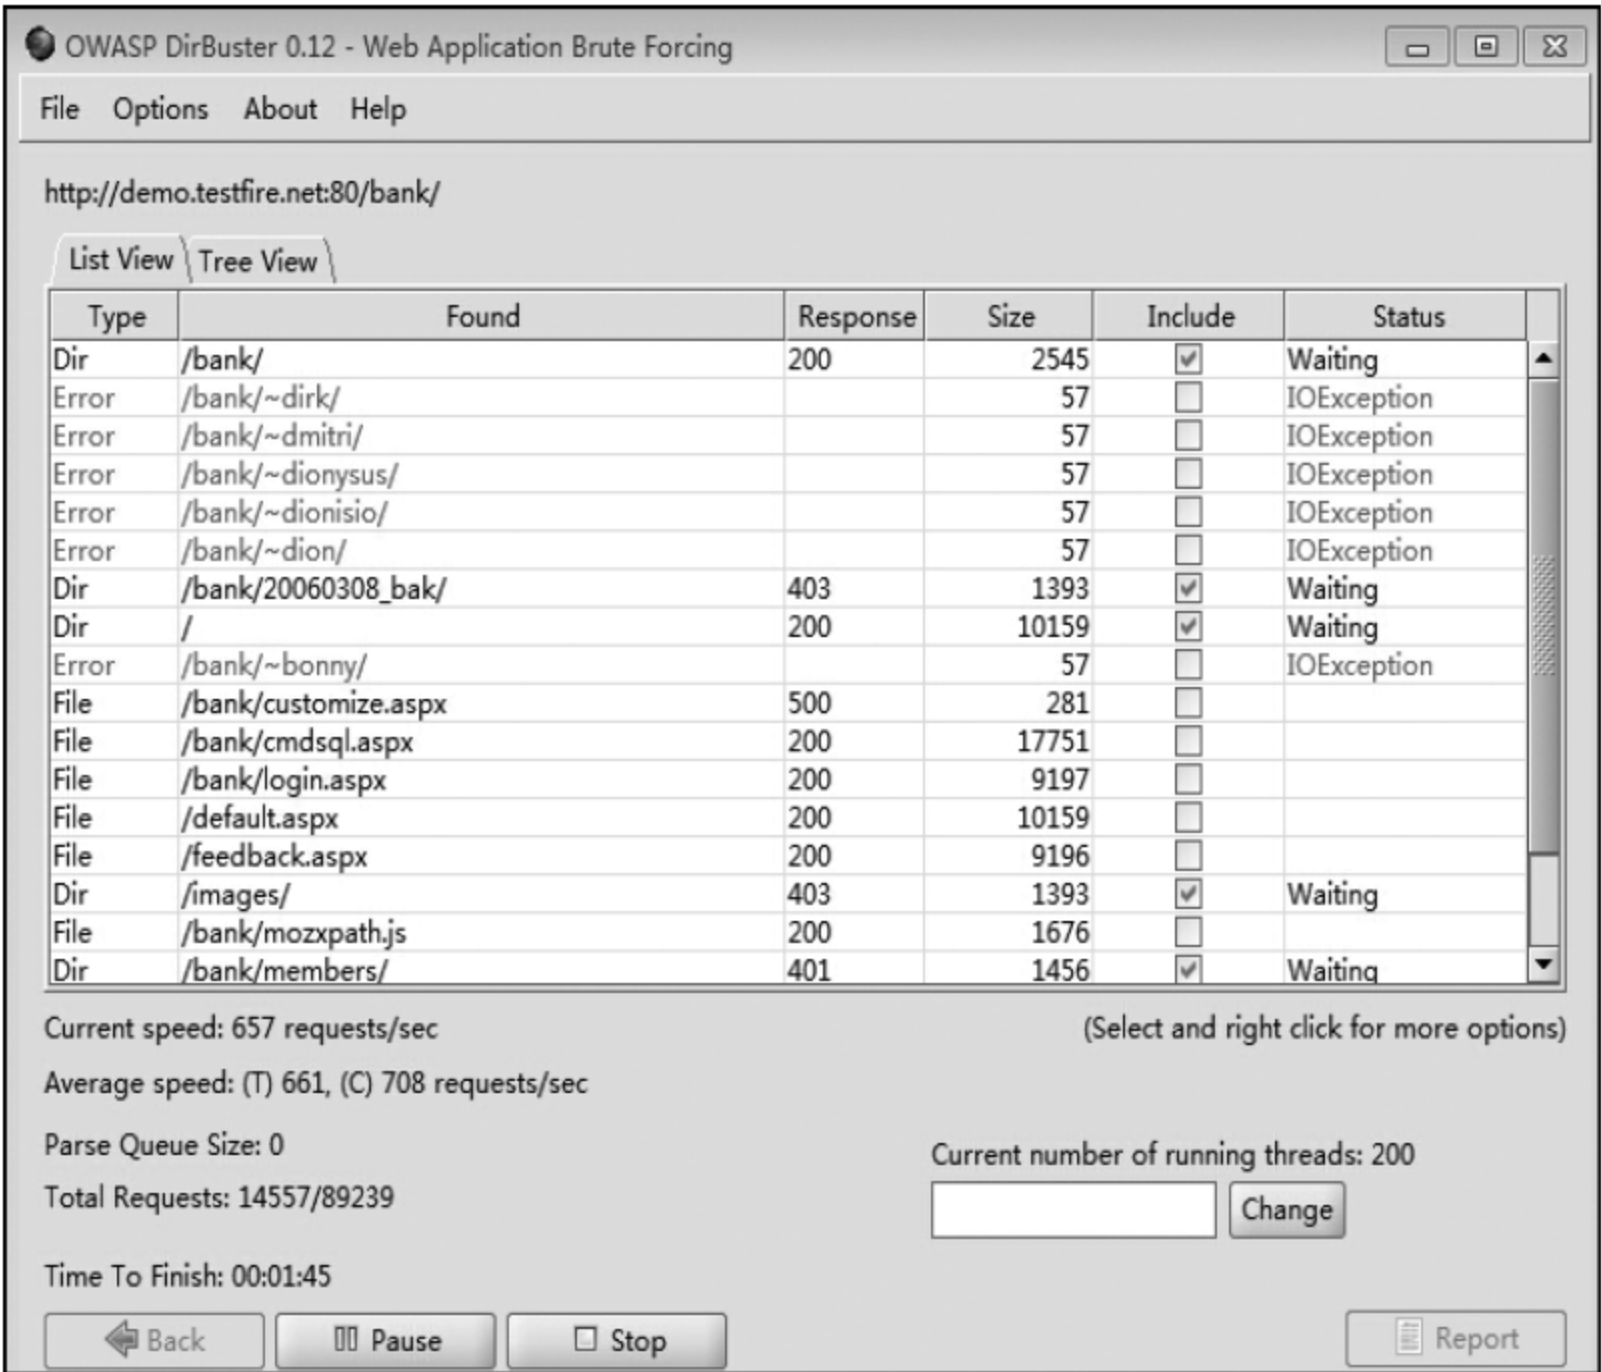 OWASP DirBuster 0.12 - Web Application Brute Forcing
File Options About Help
http://demo.testfire.net:80/bank/
List View Tree View
Type Found Response Size Include Status
Dir /bank/ 200 2545 Waiting
Error /bank/~dirk/ 57 IOException
Error /bank/~dmitri/ 57 IOException
Error /bank/~dionysus/ 57 IOException
Error /bank/~dionisio/ 57 IOException
Error /bank/~dion/ 57 IOException
Dir /bank/20060308_bak/ 403 1393 Waiting
Dir / 200 10159 Waiting
Error /bank/~bonny/ 57 IOException
File /bank/customize.aspx 500 281
File /bank/cmdsql.aspx 200 17751
File /bank/login.aspx 200 9197
File /default.aspx 200 10159
File /feedback.aspx 200 9196
Dir /images/ 403 1393 Waiting
File /bank/mozxpath.js 200 1676
Dir /bank/members/ 401 1456 Waiting
Current speed: 657 requests/sec (Select and right click for more options)
Average speed: (T) 661, (C) 708 requests/sec
Parse Queue Size: 0
Current number of running threads: 200
Total Requests: 14557/89239
Change
Time To Finish: 00:01:45
Back Pause Stop Report